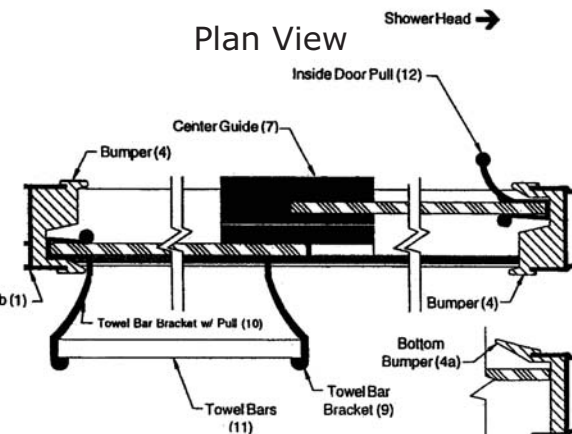 Plan View
Shower Head
Inside Door Pull (12)
Center Guide (7)
Bumper (4)
b (1)
Bumper (4)
Towel Bar Bracket w/ Pull (10)
Bottom
Bumper (4a)
Towel Bar
Bracket (9)
Towel Bars
(11)